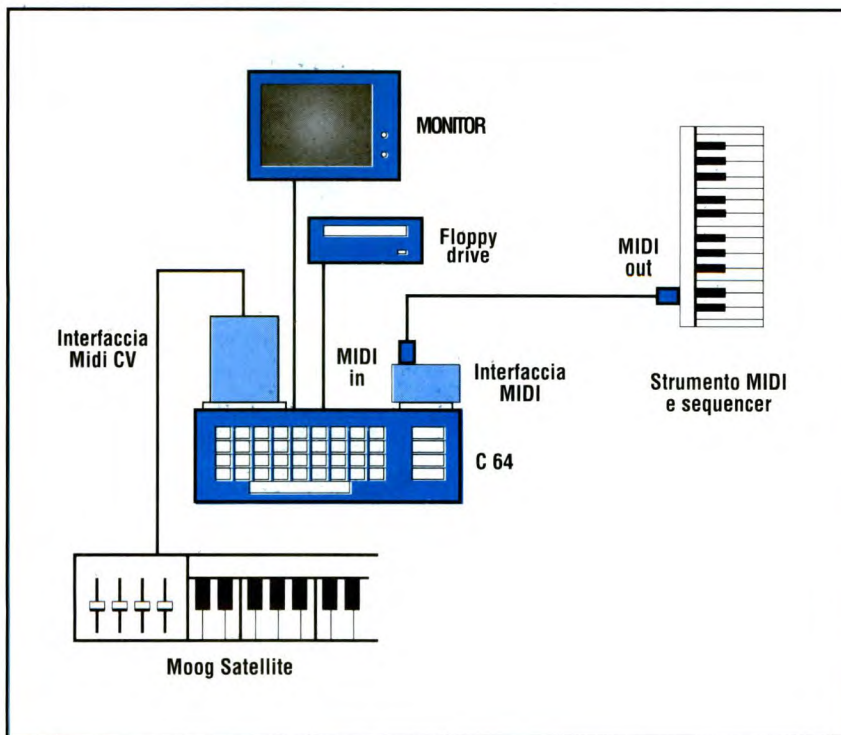 MONITOR
Floppy
drive
MIDI
out
Interfaccia
Midi CV
MIDI
in
Interfaccia
MIDI
Strumento MIDI
e sequencer
C 64
Moog Satellite